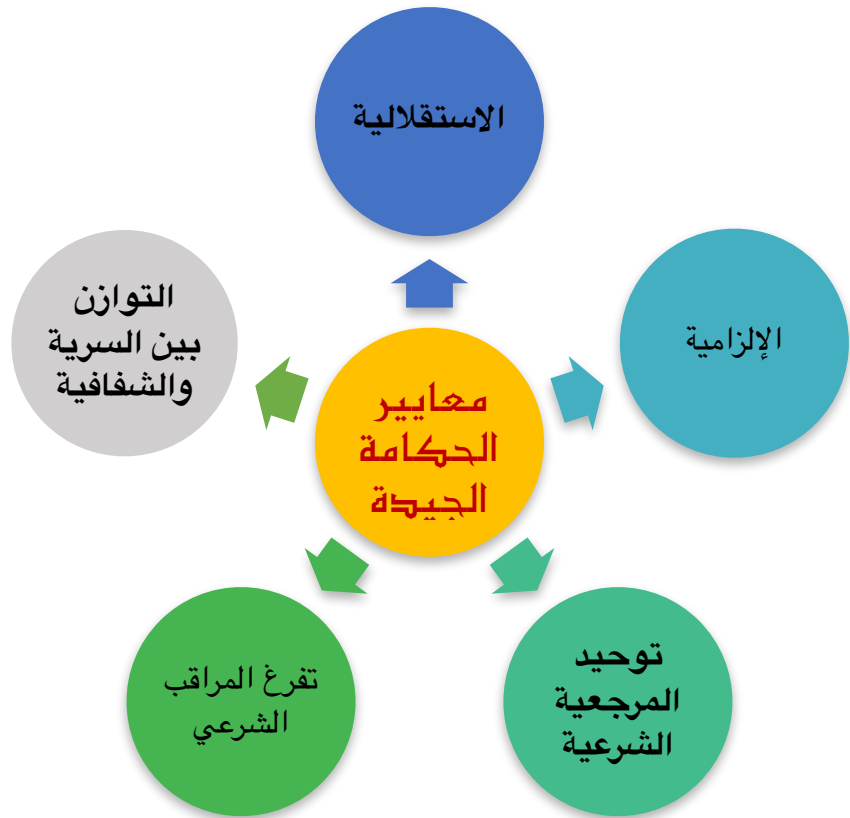 الاستقلالية
الإلزامية
توحيد
المرجعية
الشرعية
تفرغ المراقب
الشرعي
التوازن
بين السرية
والشفافية
معايير
الحكامة
الجيدة